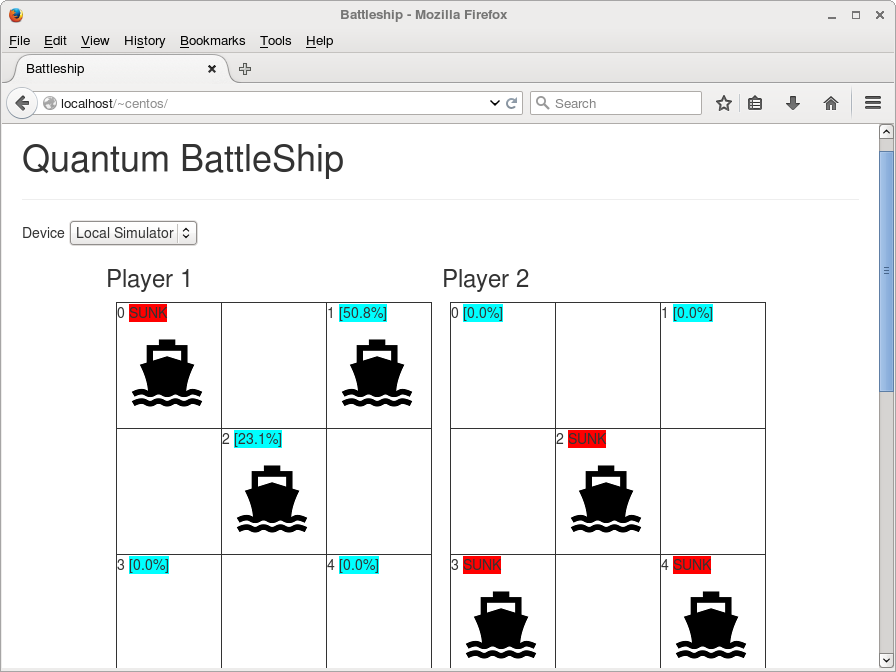 Battleship - Mozilla Firefox
File Edit View History Bookmarks Tools Help
Battleship
localhost/~centos/ Search
Quantum BattleShip
Device Local Simulator
Player 1 Player 2
0 SUNK 1 [50.8%] 0 [0.0%] 1 [0.0%]
2 [23.1%] 2 SUNK
3 [0.0%] 4 [0.0%] 3 SUNK 4 SUNK